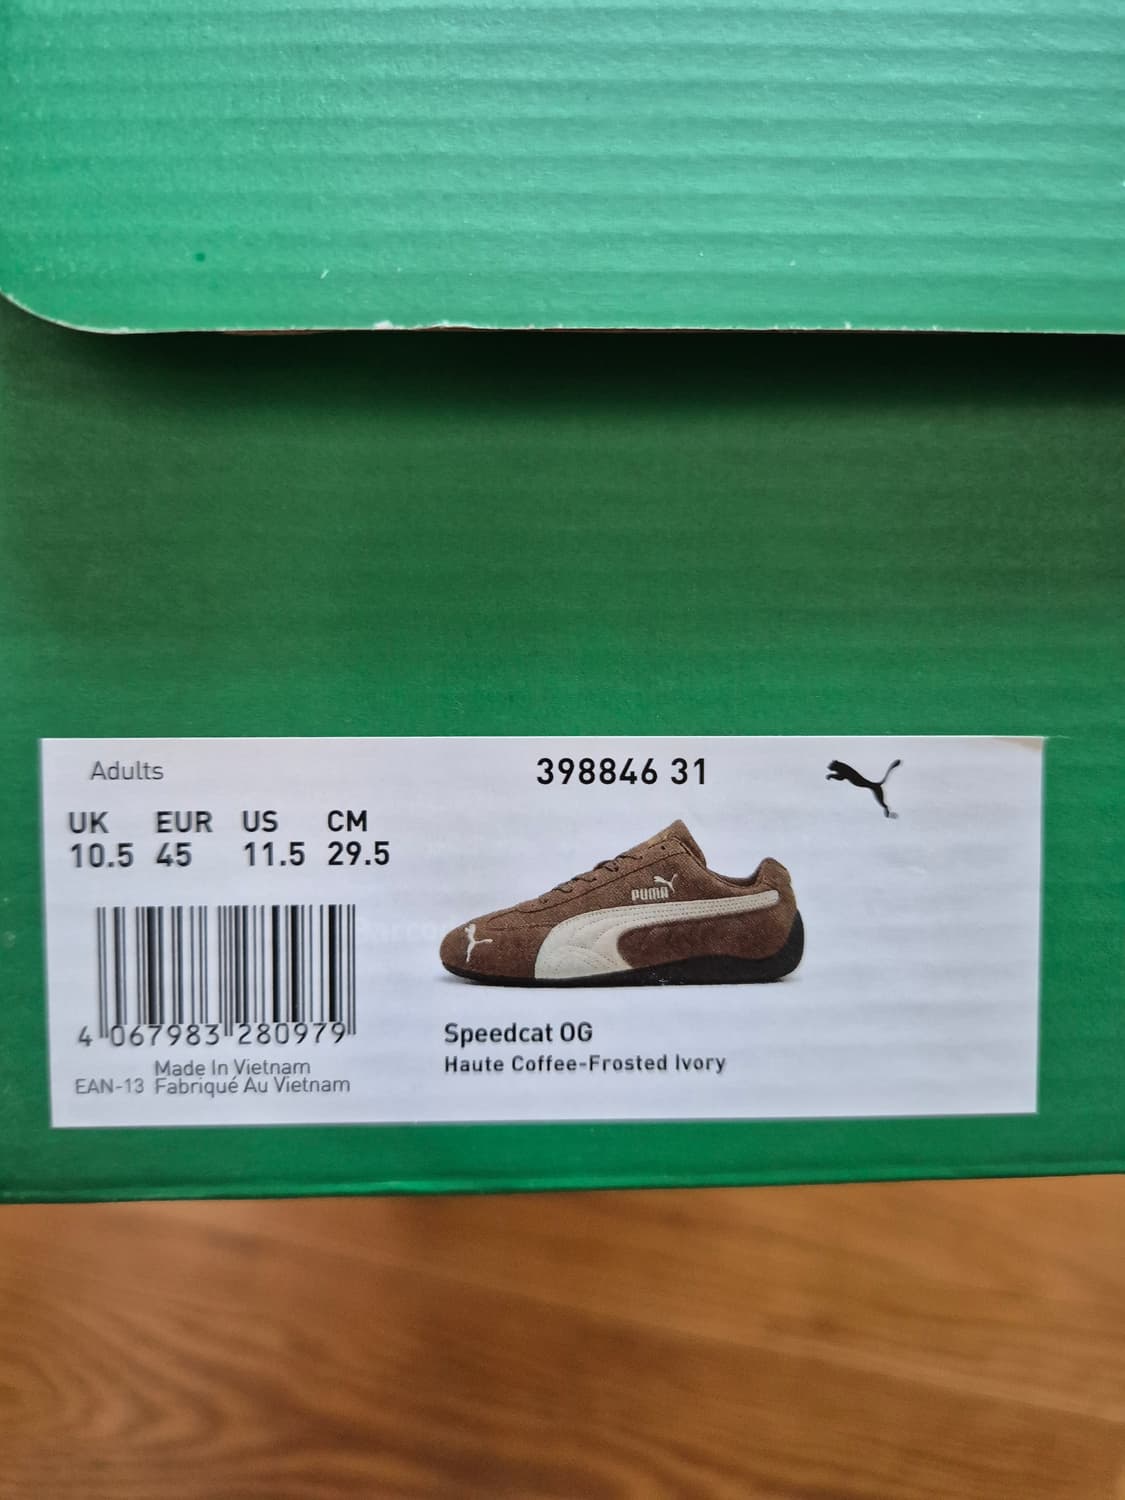 Adults
398846 31
UK EUR US CM
10.5 45 11.5 29.5
PUMA
4 067983 280979
Made In Vietnam
EAN-13 Fabriqué Au Vietnam
Speedcat OG
Haute Coffee-Frosted Ivory